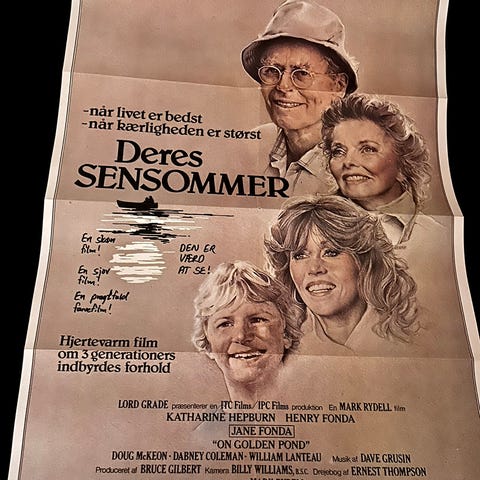 -når livet er bedst
-når kærligheden er størst
Deres
SENSOMMER
En skøn
film!
DEN ER
VÆRD
AT SE!
En sjov
film!
En pragtfuld
farvefilm!
Hjertevarm film
om 3 generationers
indbyrdes forhold
LORD GRADE præsenterer en ITC Films/IPC Films produktion En MARK RYDELL film
KATHARINE HEPBURN HENRY FONDA
JANE FONDA
"ON GOLDEN POND"
DOUG McKEON · DABNEY COLEMAN · WILLIAM LANTEAU Musik af DAVE GRUSIN
Produceret af BRUCE GILBERT Kamera BILLY WILLIAMS, B.S.C. Drejebog af ERNEST THOMPSON